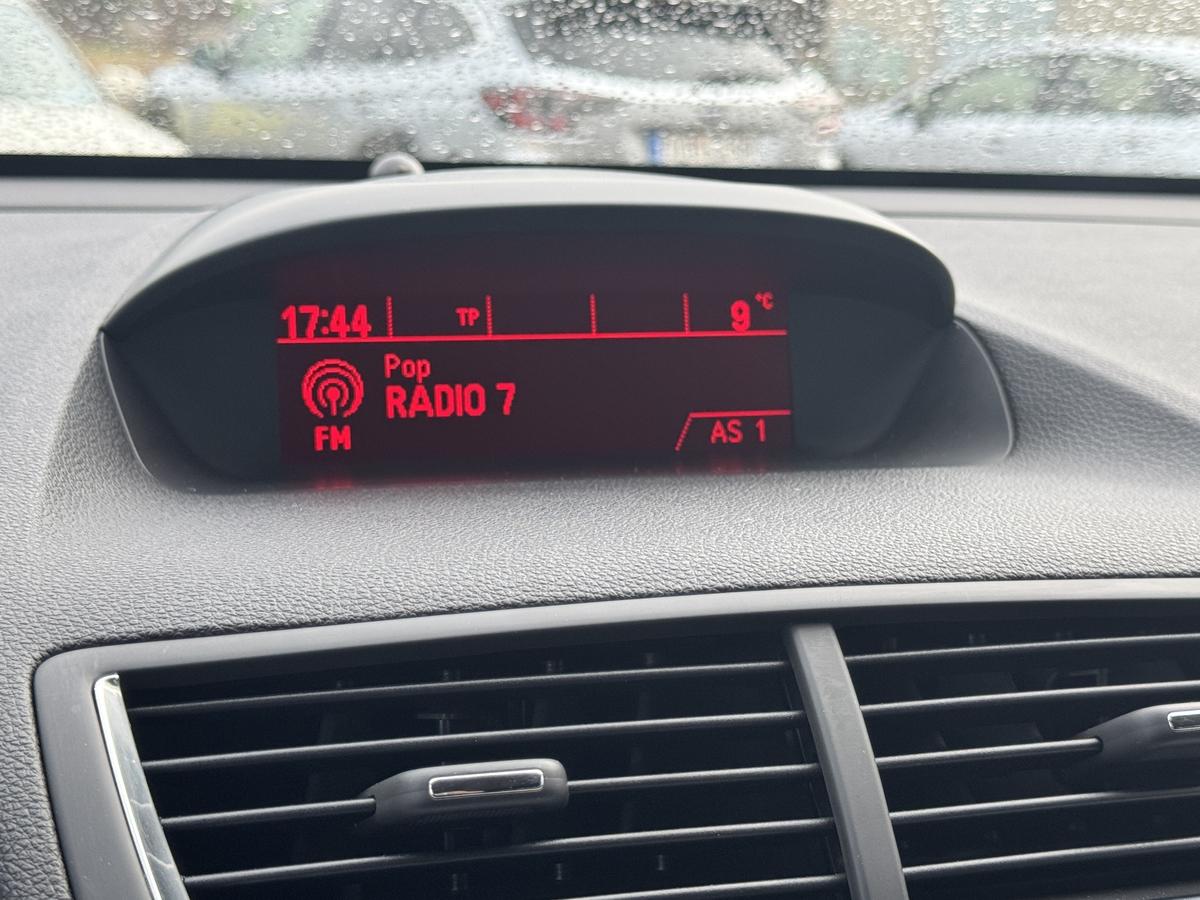 17:44 TP 9 °C
Pop
RADIO 7
FM
AS 1